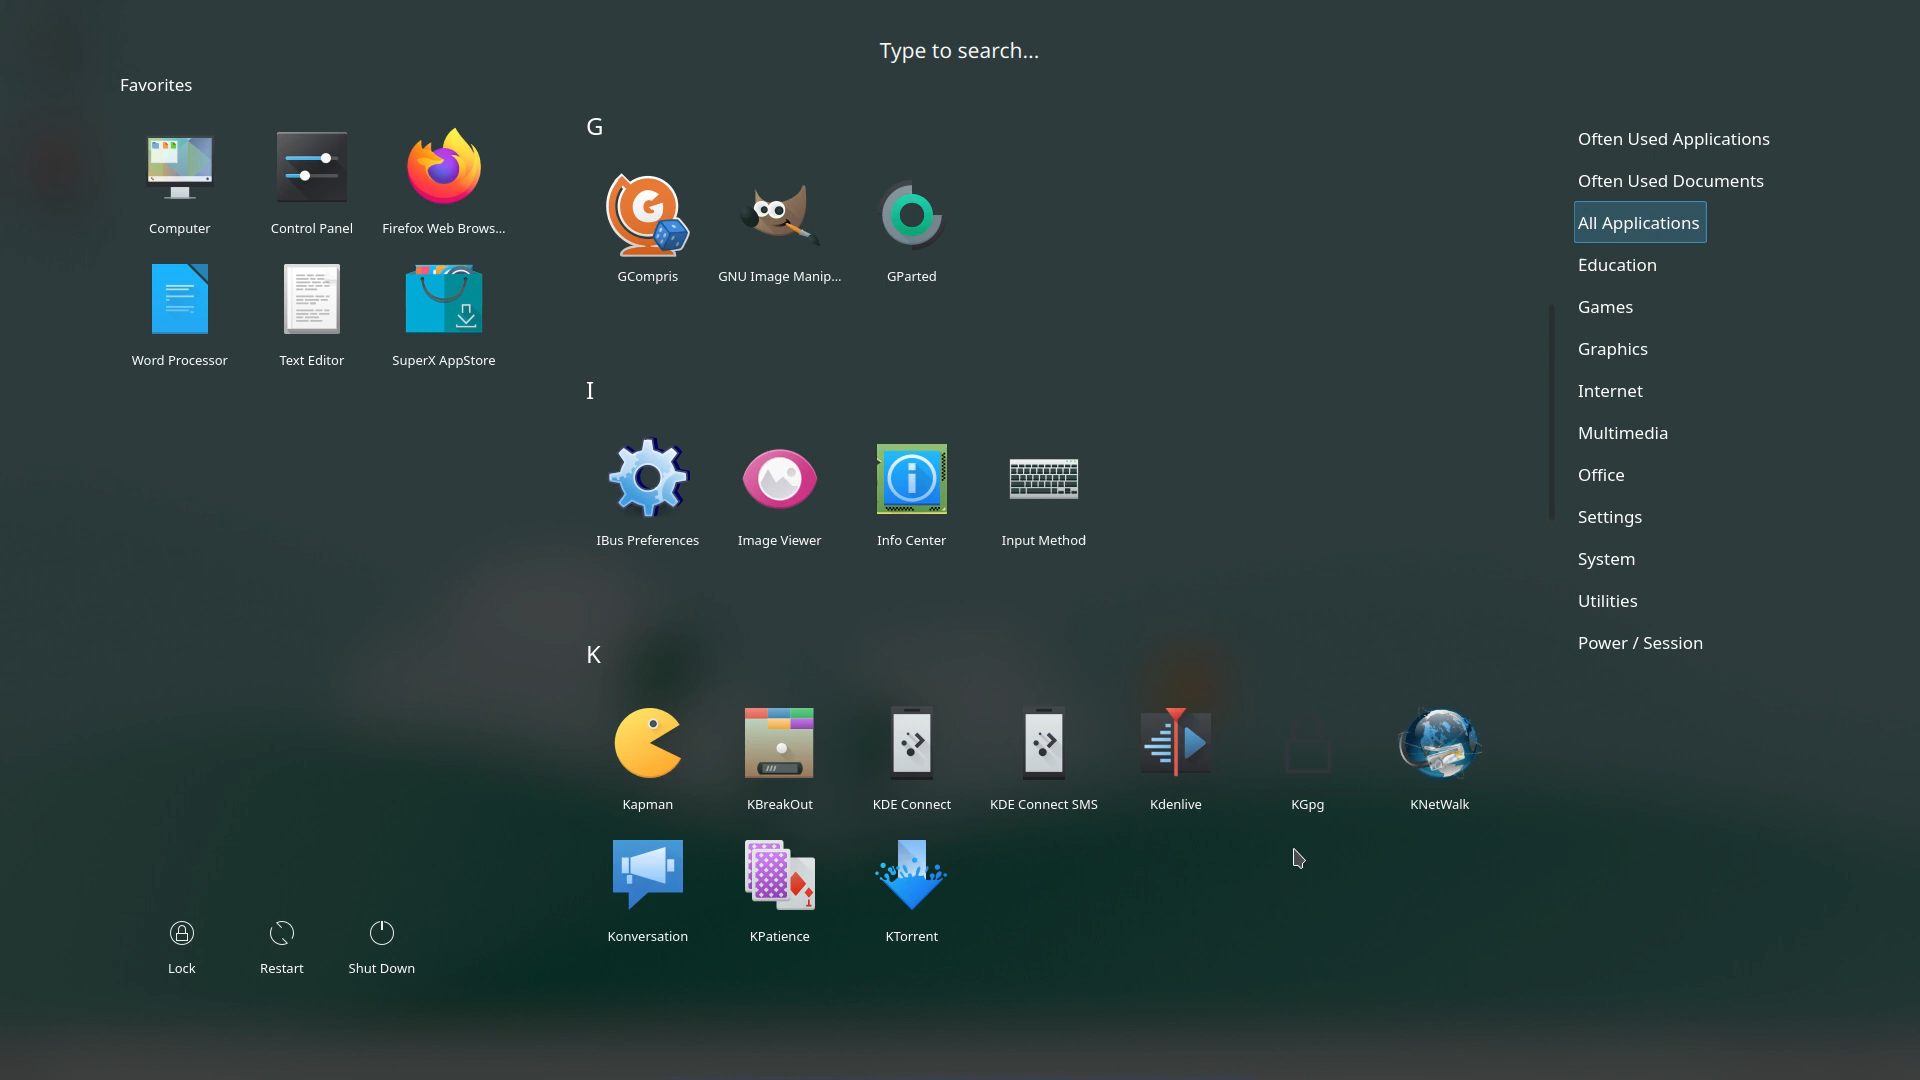 Type to search...
Favorites
Computer
Control Panel
Firefox Web Brows...
Word Processor
Text Editor
SuperX AppStore
G
GCompris
GNU Image Manip...
GParted
I
IBus Preferences
Image Viewer
Info Center
Input Method
K
Kapman
KBreakOut
KDE Connect
KDE Connect SMS
Kdenlive
KGpg
KNetWalk
Konversation
KPatience
KTorrent
Often Used Applications
Often Used Documents
All Applications
Education
Games
Graphics
Internet
Multimedia
Office
Settings
System
Utilities
Power / Session
Lock
Restart
Shut Down